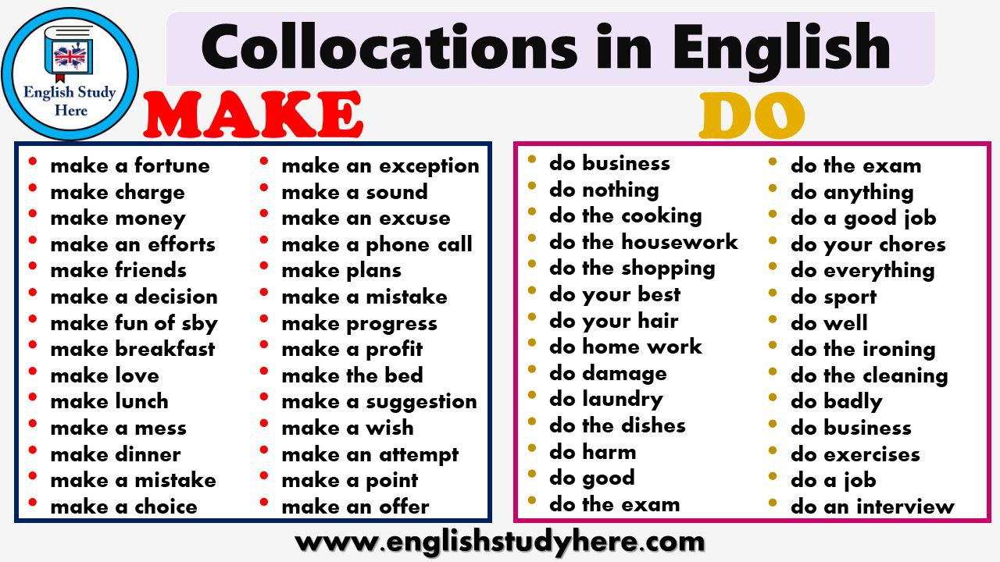 English Study
Here
Collocations in English
MAKE
• make a fortune
• make charge
• make money
• make an efforts
• make friends
• make a decision
• make fun of sby
• make breakfast
• make love
• make lunch
• make a mess
• make dinner
• make a mistake
• make a choice
• make an exception
• make a sound
• make an excuse
• make a phone call
• make plans
• make a mistake
• make progress
• make a profit
• make the bed
• make a suggestion
• make a wish
• make an attempt
• make a point
• make an offer
DO
• do business
• do nothing
• do the cooking
• do the housework
• do the shopping
• do your best
• do your hair
• do home work
• do damage
• do laundry
• do the dishes
• do harm
• do good
• do the exam
• do the exam
• do anything
• do a good job
• do your chores
• do everything
• do sport
• do well
• do the ironing
• do the cleaning
• do badly
• do business
• do exercises
• do a job
• do an interview
www.englishstudyhere.com